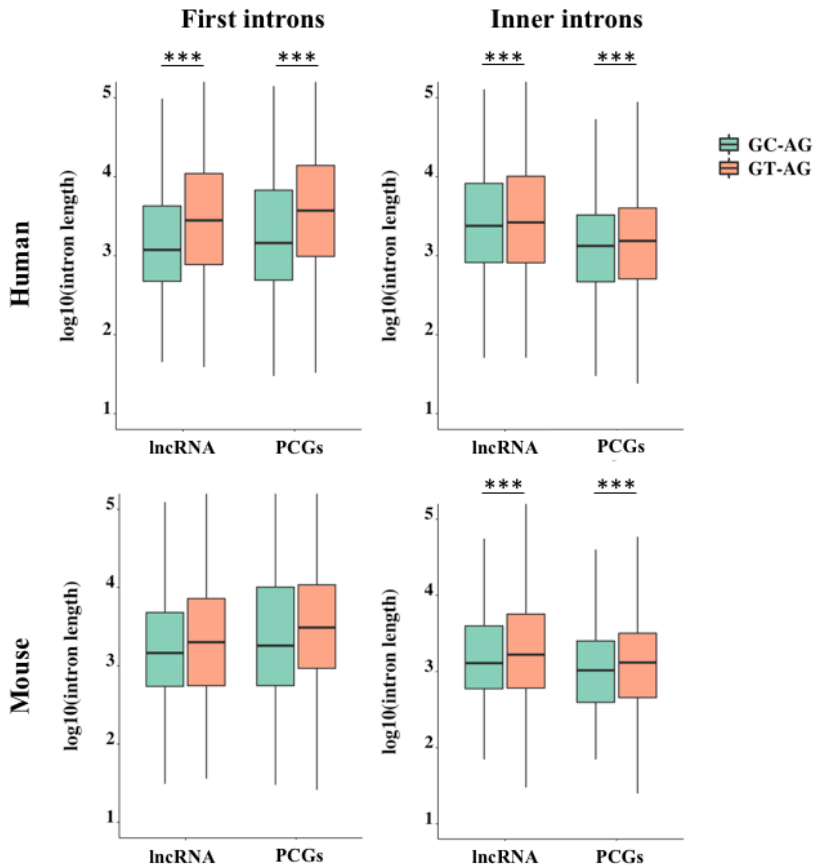 First introns
Inner introns
*** ***
*** ***
GC-AG
GT-AG
Human
log10(intron length)
5
4
3
2
1
lncRNA PCGs
log10(intron length)
5
4
3
2
1
lncRNA PCGs
Mouse
log10(intron length)
5
4
3
2
1
lncRNA PCGs
*** ***
log10(intron length)
5
4
3
2
1
lncRNA PCGs